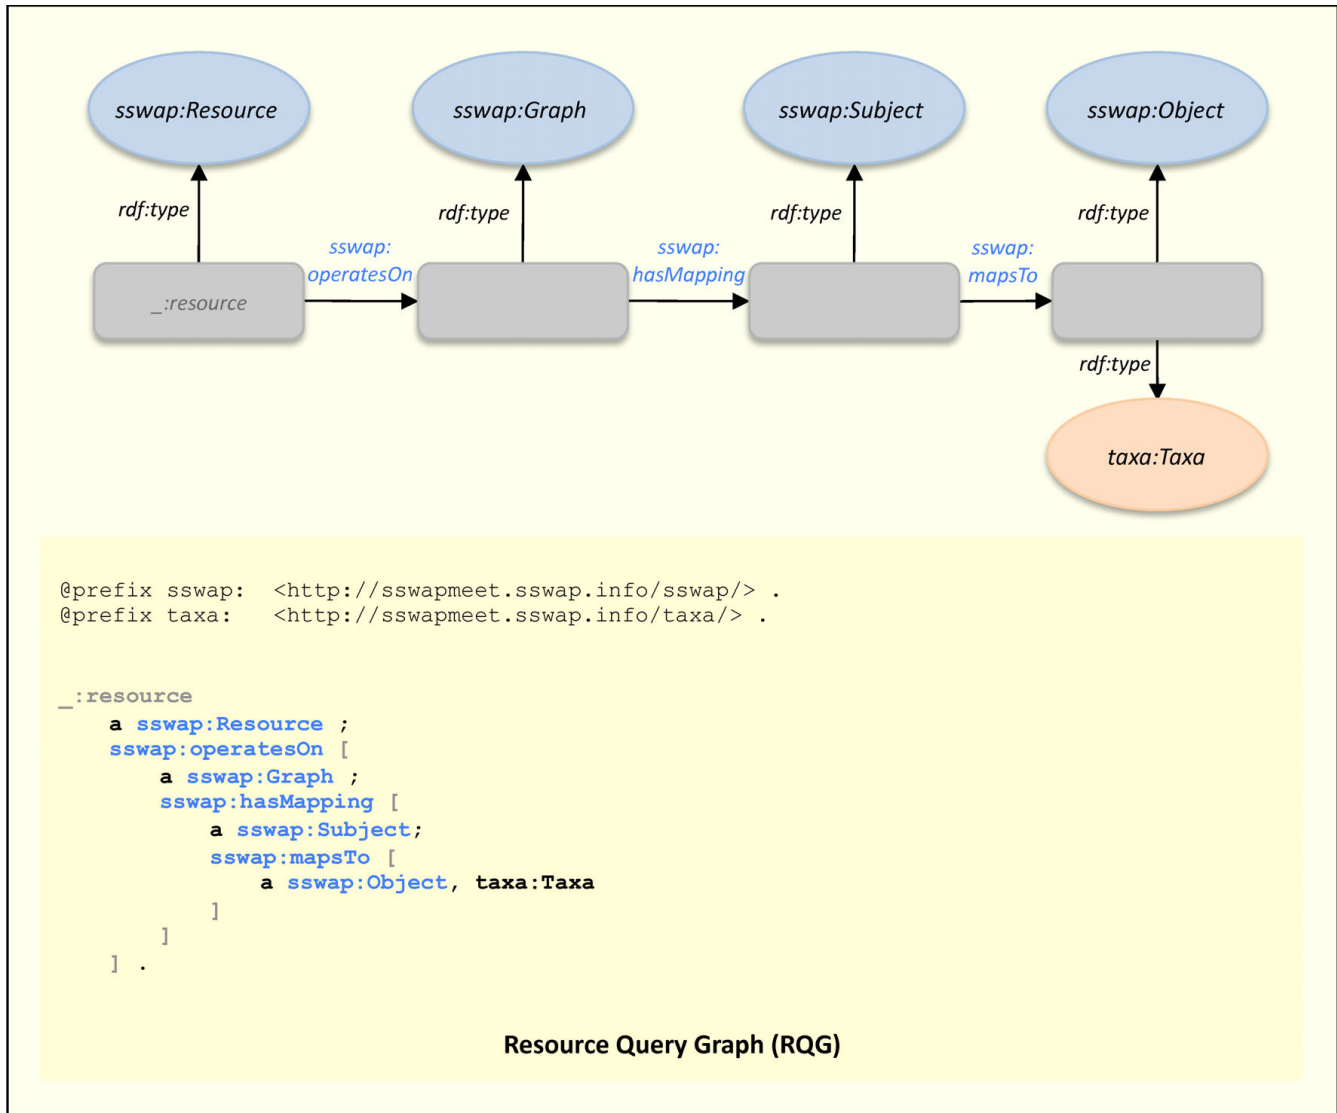 sswap:Resource
sswap:Graph
sswap:Subject
sswap:Object
rdf:type
rdf:type
rdf:type
rdf:type
sswap:
operatesOn
sswap:
hasMapping
sswap:
mapsTo
_:resource
rdf:type
taxa:Taxa
@prefix sswap:  <http://sswapmeet.sswap.info/sswap/> .
@prefix taxa:   <http://sswapmeet.sswap.info/taxa/> .
_:resource
    a sswap:Resource ;
    sswap:operatesOn [
        a sswap:Graph ;
        sswap:hasMapping [
            a sswap:Subject;
            sswap:mapsTo [
                a sswap:Object, taxa:Taxa
            ]
        ]
    ] .
Resource Query Graph (RQG)